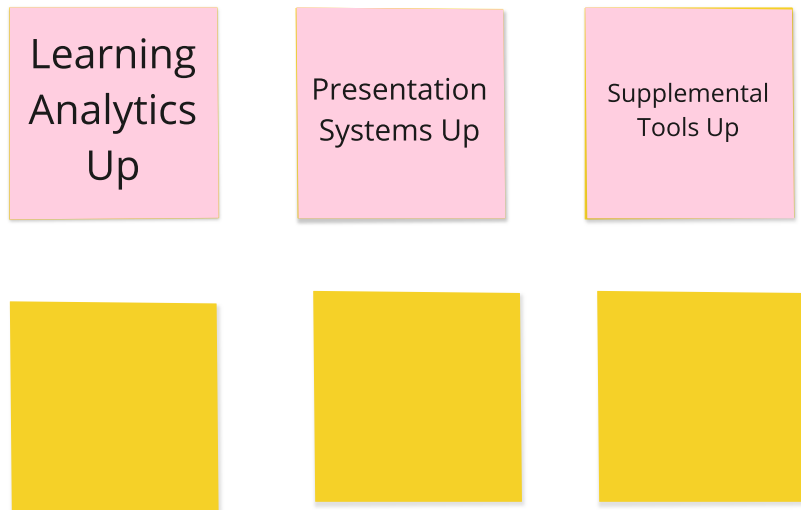 Learning
Analytics
Up
Presentation
Systems Up
Supplemental
Tools Up